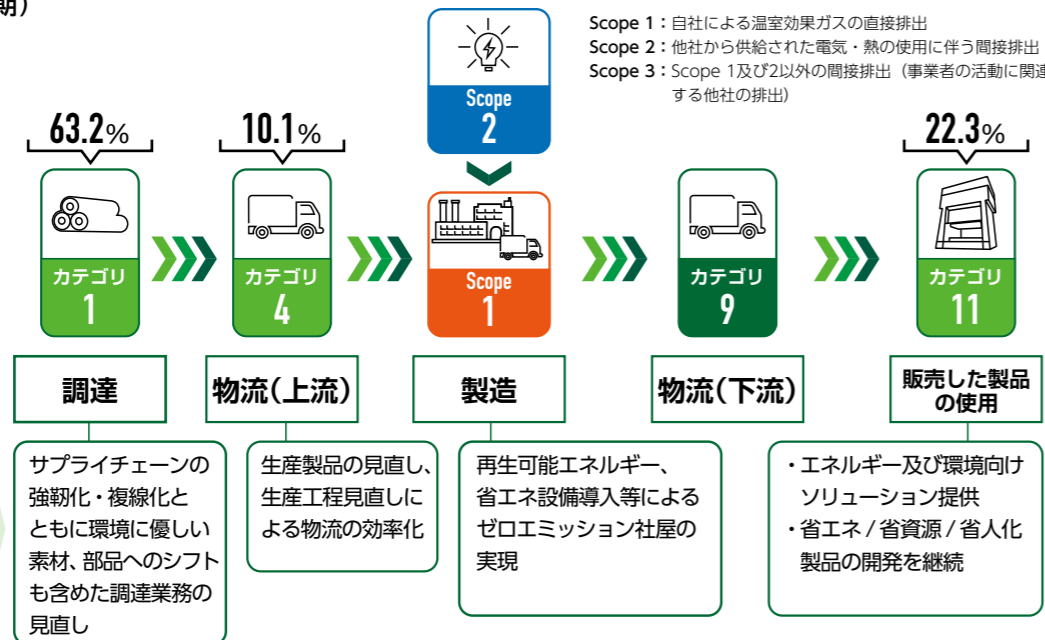 期）
Scope 1：自社による温室効果ガスの直接排出
Scope 2：他社から供給された電気・熱の使用に伴う間接排出
Scope 3：Scope 1及び2以外の間接排出（事業者の活動に関連
する他社の排出）
63.2%
10.1%
22.3%
Scope
2
カテゴリ
1
カテゴリ
4
Scope
1
カテゴリ
9
カテゴリ
11
調達
物流（上流）
製造
物流（下流）
販売した製品
の使用
サプライチェーンの
強靭化・複線化と
ともに環境に優しい
素材、部品へのシフト
も含めた調達業務の
見直し
生産製品の見直し、
生産工程見直しに
よる物流の効率化
再生可能エネルギー、
省エネ設備導入等による
ゼロエミッション社屋の
実現
・エネルギー及び環境向け
ソリューション提供
・省エネ / 省資源 / 省人化
製品の開発を継続